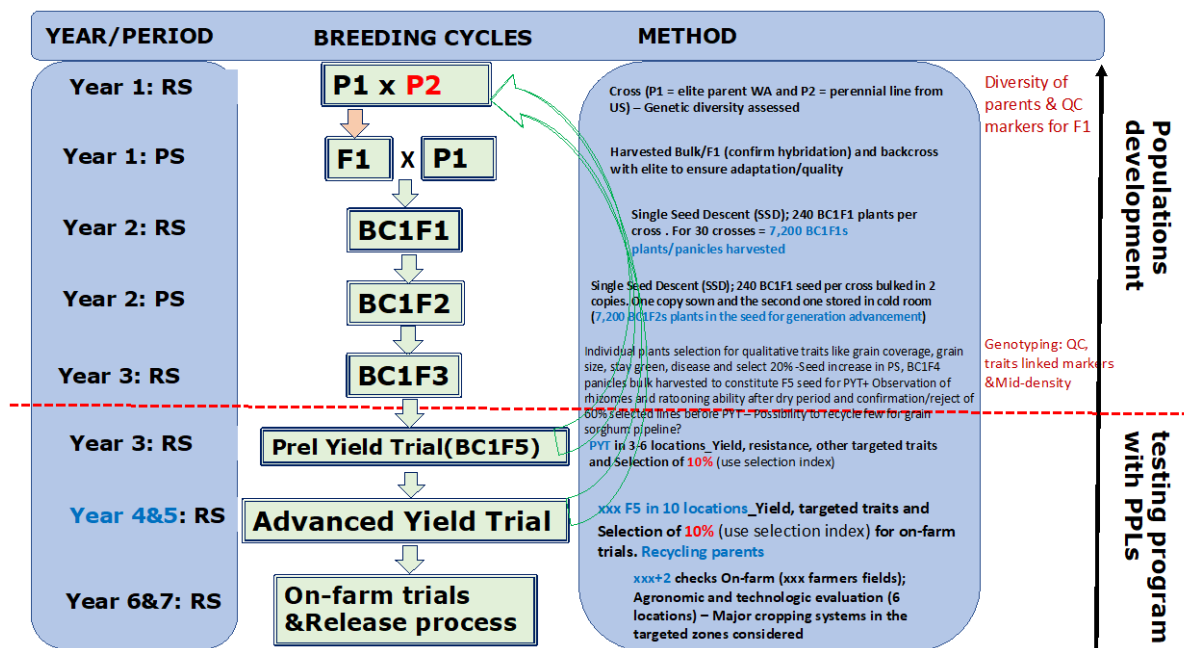 YEAR/PERIOD
BREEDING CYCLES
METHOD
Year 1: RS
P1 x P2
Cross (P1 = elite parent WA and P2 = perennial line from
US) – Genetic diversity assessed
Diversity of
parents & QC
markers for F1
Year 1: PS
F1 X P1
Harvested Bulk/F1 (confirm hybridation) and backcross
with elite to ensure adaptation/quality
Year 2: RS
BC1F1
Single Seed Descent (SSD); 240 BC1F1 plants per
cross . For 30 crosses = 7,200 BC1F1s
plants/panicles harvested
Year 2: PS
BC1F2
Single Seed Descent (SSD); 240 BC1F1 seed per cross bulked in 2
copies. One copy sown and the second one stored in cold room
(7,200 BC1F2s plants in the seed for generation advancement)
Year 3: RS
BC1F3
Individual plants selection for qualitative traits like grain coverage, grain
size, stay green, disease and select 20% -Seed increase in PS, BC1F4
panicles bulk harvested to constitute F5 seed for PYT+ Observation of
rhizomes and ratooning ability after dry period and confirmation/reject of
60% selected lines before PYT – Possibility to recycle few for grain
sorghum pipeline?
Genotyping: QC,
traits linked markers
&Mid-density
Populations
development
Year 3: RS
Prel Yield Trial(BC1F5)
PYT in 3-6 locations_Yield, resistance, other targeted traits
and Selection of 10% (use selection index)
Year 4&5: RS
Advanced Yield Trial
xxx F5 in 10 locations_Yield, targeted traits and
Selection of 10% (use selection index) for on-farm
trials. Recycling parents
Year 6&7: RS
On-farm trials
&Release process
xxx+2 checks On-farm (xxx farmers fields);
Agronomic and technologic evaluation (6
locations) – Major cropping systems in the
targeted zones considered
testing program
with PPLs